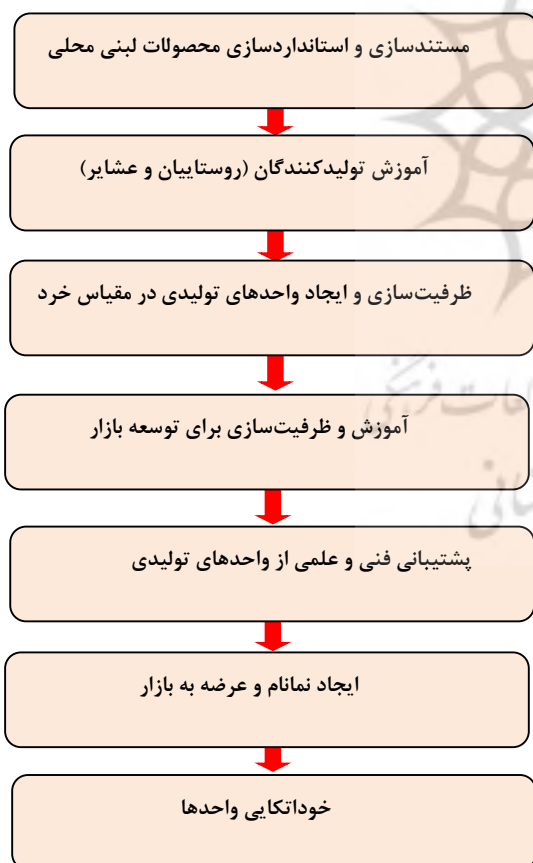 مستندسازی و استانداردسازی محصولات لبنی محلی
آموزش تولیدکنندگان (روستاییان و عشایر)
ظرفیت‌سازی و ایجاد واحدهای تولیدی در مقیاس خرد
آموزش و ظرفیت‌سازی برای توسعه بازار
پشتیبانی فنی و علمی از واحدهای تولیدی
ایجاد نمانام و عرضه به بازار
خوداتکایی واحدها